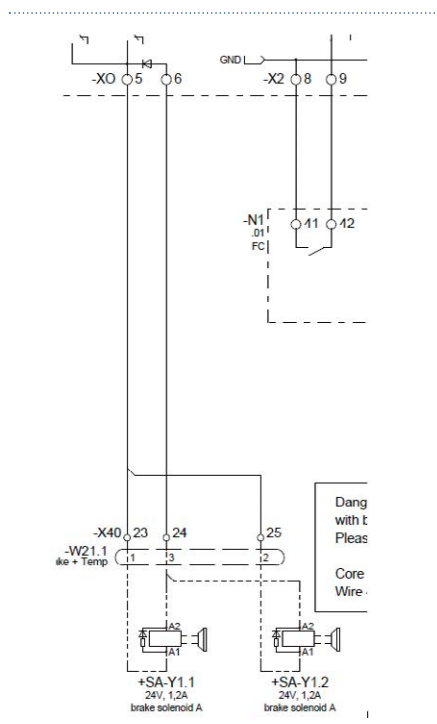 GND
-XO 5 6 -X2 8 9
-N1 11 12
.01
FC
Dang
with b
Pleas
Core
Wire -
-X40 23 24 25
-W21.1 1 3 2
ike + Temp
A2 A2
A1 A1
+SA-Y1.1 +SA-Y1.2
24V, 1,2A 24V, 1,2A
brake solenoid A brake solenoid A